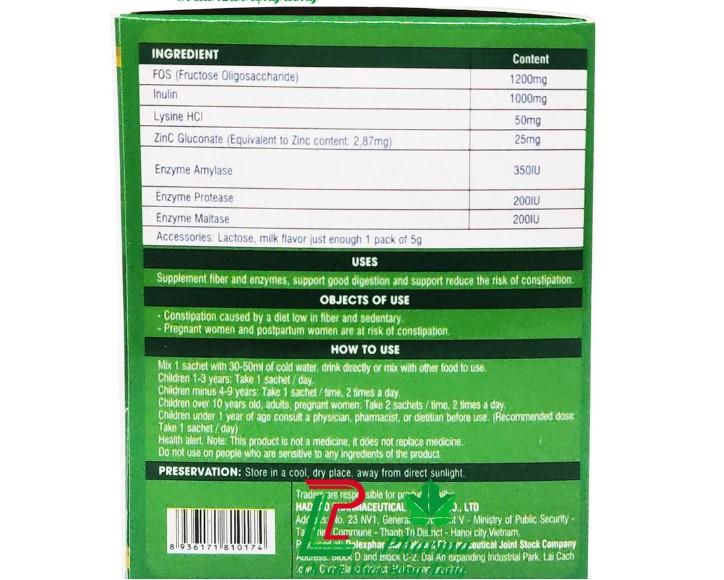 INGREDIENT Content
FOS (Fructose Oligosaccharide) 1200mg
Inulin 1000mg
Lysine HCl 50mg
ZinC Gluconate (Equivalent to Zinc content: 2,87mg) 25mg
Enzyme Amylase 350IU
Enzyme Protease 200IU
Enzyme Maltase 200IU
Accessories: Lactose, milk flavor just enough 1 pack of 5g
USES
Supplement fiber and enzymes, support good digestion and support reduce the risk of constipation.
OBJECTS OF USE
- Constipation caused by a diet low in fiber and sedentary.
- Pregnant women and postpartum women are at risk of constipation.
HOW TO USE
Mix 1 sachet with 30-50ml of cold water, drink directly or mix with other food to use.
Children 1-3 years: Take 1 sachet / day.
Children minus 4-9 years: Take 1 sachet / time, 2 times a day.
Children over 10 years old, adults, pregnant women: Take 2 sachets / time, 2 times a day.
Children under 1 year of age consult a physician, pharmacist, or dietitian before use. (Recommended dose:
Take 1 sachet / day)
Health alert. Note: This product is not a medicine, it does not replace medicine.
Do not use on people who are sensitive to any ingredients of the product
PRESERVATION: Store in a cool, dry place, away from direct sunlight.
Traders are responsible for
CO., LTD
No. 23 NV1, General V - Ministry of Public Security -
Commune - Thanh Tri District - Hanoi city, Vietnam.
Joint Stock Company
Address: Block D and Block C-2, Dai An expanding Industrial Park, Lai Cach
8 936171 810174